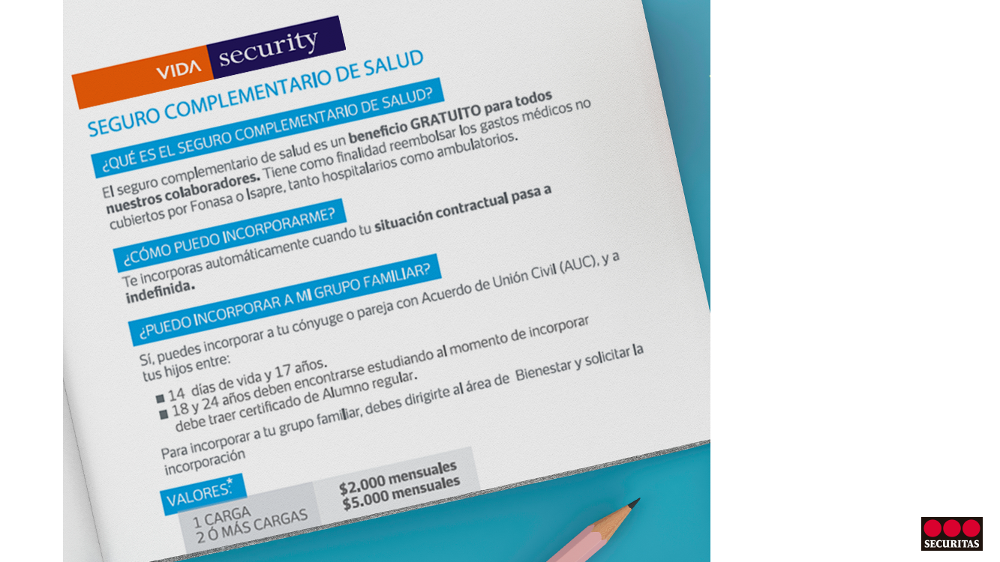 VIDA security
SEGURO COMPLEMENTARIO DE SALUD
¿QUÉ ES EL SEGURO COMPLEMENTARIO DE SALUD?
El seguro complementario de salud es un beneficio GRATUITO para todos
nuestros colaboradores. Tiene como finalidad reembolsar los gastos médicos no
cubiertos por Fonasa o Isapre, tanto hospitalarios como ambulatorios.
¿CÓMO PUEDO INCORPORARME?
Te incorporas automáticamente cuando tu situación contractual pasa a
indefinida.
¿PUEDO INCORPORAR A MI GRUPO FAMILIAR?
Sí, puedes incorporar a tu cónyuge o pareja con Acuerdo de Unión Civil (AUC), y a
tus hijos entre:
■ 14 días de vida y 17 años.
■ 18 y 24 años deben encontrarse estudiando al momento de incorporar
debe traer certificado de Alumno regular.
Para incorporar a tu grupo familiar, debes dirigirte al área de Bienestar y solicitar la
incorporación
VALORES:*
1 CARGA $2.000 mensuales
2 Ó MÁS CARGAS $5.000 mensuales
SECURITAS